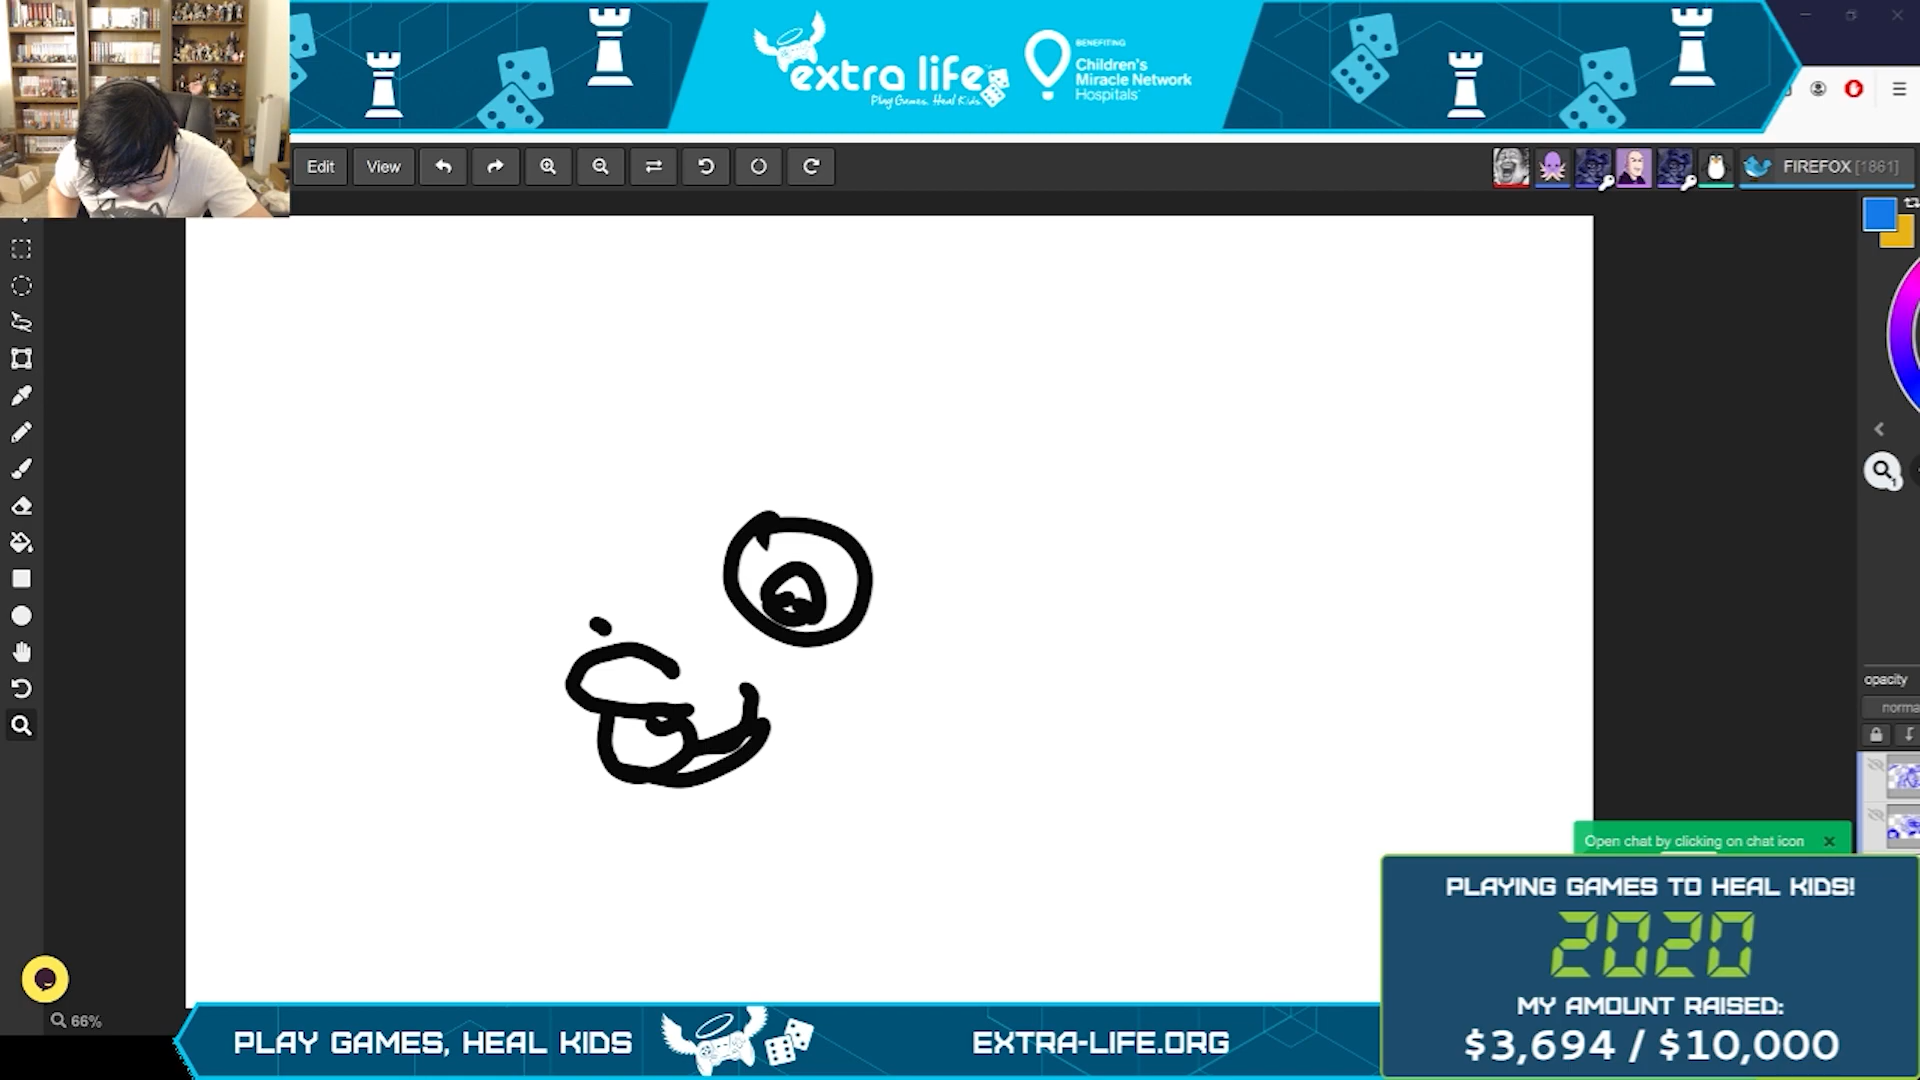 extra life
Play Games. Heal Kids.
BENEFITING
Children's
Miracle Network
Hospitals
Edit
View
FIREFOX [1861]
opacity
norma
Open chat by clicking on chat icon
PLAYING GAMES TO HEAL KIDS!
2020
MY AMOUNT RAISED:
$3,694 / $10,000
66%
PLAY GAMES, HEAL KIDS
EXTRA-LIFE.ORG